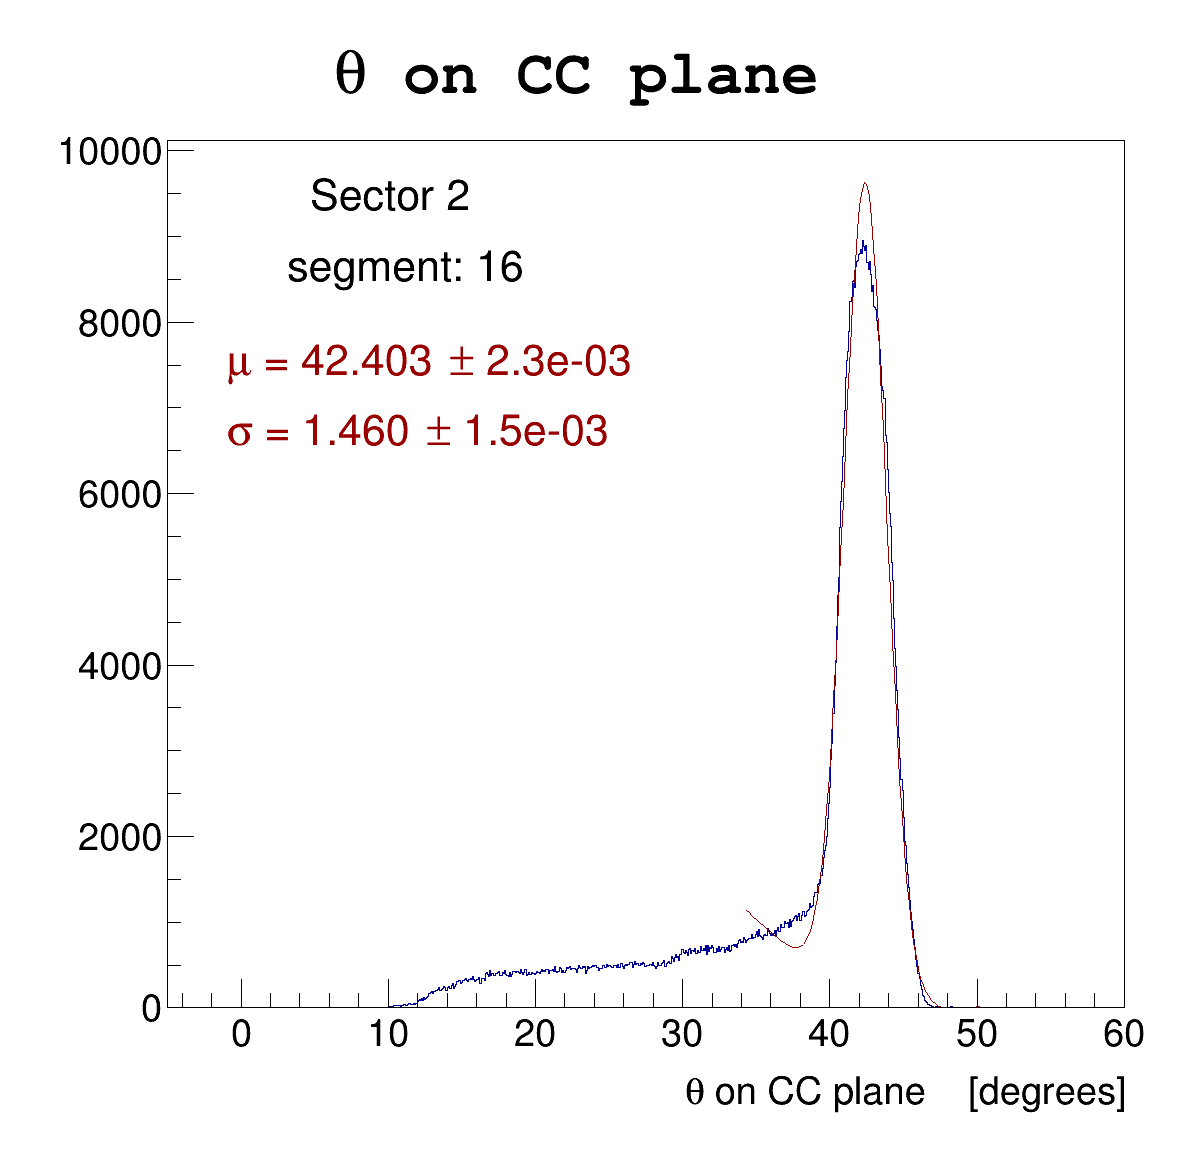 θ on CC plane
10000
8000
6000
4000
2000
0
Sector 2
segment: 16
μ = 42.403 ± 2.3e-03
σ = 1.460 ± 1.5e-03
0 10 20 30 40 50 60
θ on CC plane [degrees]